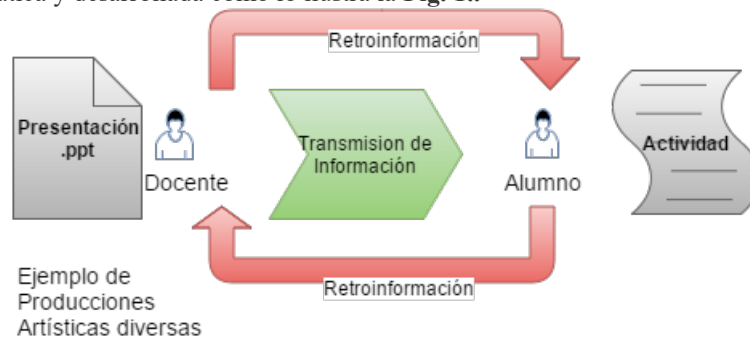 Retroinformación
Presentación
.ppt
Transmision de
Información
Actividad
Docente
Alumno
Retroinformación
Ejemplo de
Producciones
Artísticas diversas